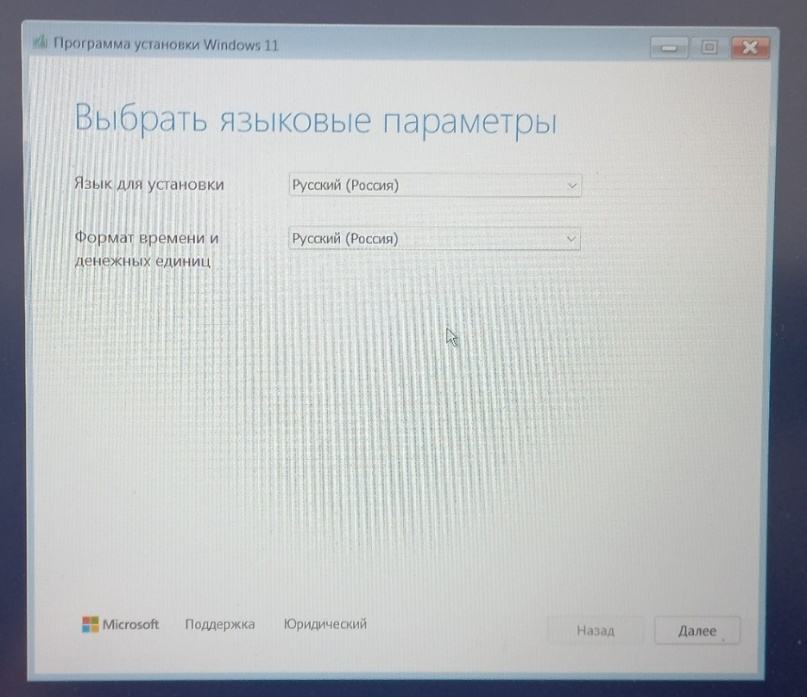 Программа установки Windows 11
Выбрать языковые параметры
Язык для установки
Русский (Россия)
Формат времени и
денежных единиц
Русский (Россия)
Microsoft
Поддержка
Юридический
Назад
Далее